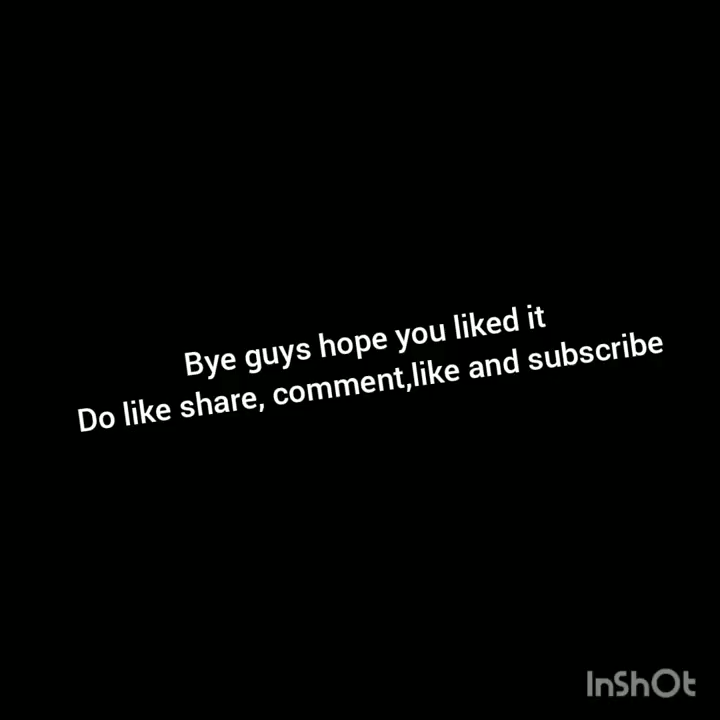 Bye guys hope you liked it
Do like share, comment,like and subscribe
InShOt